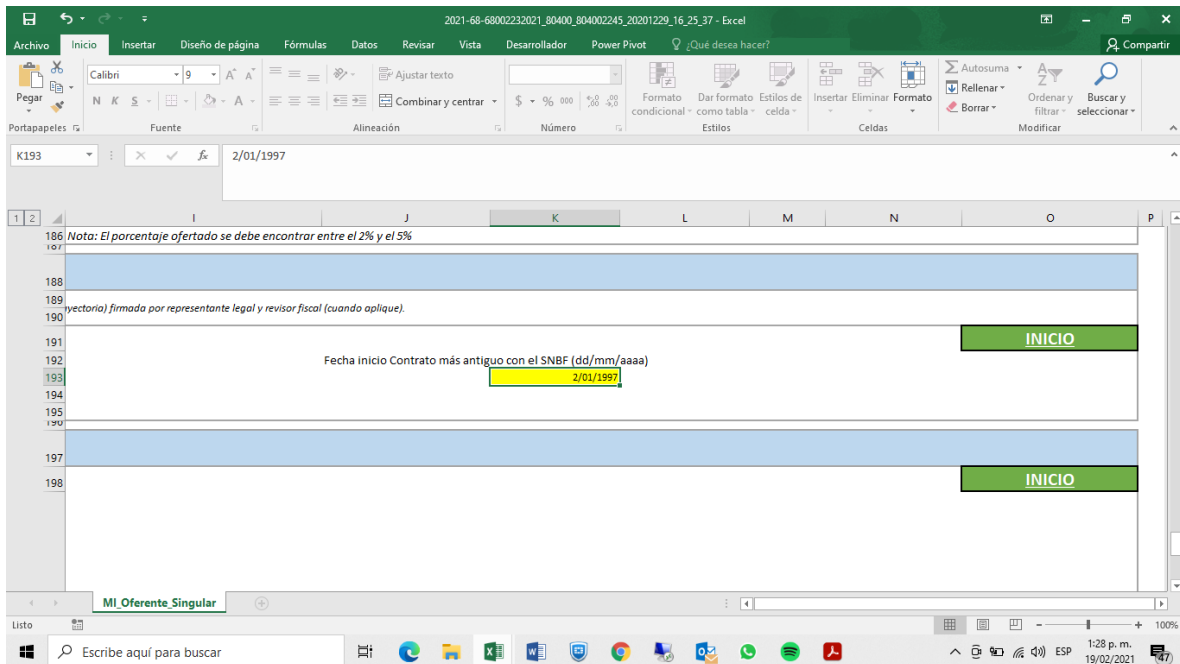 2021-68-68002232021_80400_804002245_20201229_16_25_37 - Excel
Archivo Inicio Insertar Diseño de página Fórmulas Datos Revisar Vista Desarrollador Power Pivot ¿Qué desea hacer? Compartir
Pegar
Calibri 9 A A
N K S A
Ajustar texto
Combinar y centrar
$ % 000
Formato condicional
Dar formato como tabla
Estilos de celda
Insertar Eliminar Formato
Autosuma
Rellenar
Borrar
Ordenar y filtrar
Buscar y seleccionar
Portapapeles Fuente Alineación Número Estilos Celdas Modificar
K193 fx 2/01/1997
1 2
I J K L M N O P
186 Nota: El porcentaje ofertado se debe encontrar entre el 2% y el 5%
187
188
189
190 yectoria) firmada por representante legal y revisor fiscal (cuando aplique).
191 INICIO
192 Fecha inicio Contrato más antiguo con el SNBF (dd/mm/aaaa)
193 2/01/1997
194
195
196
197
198 INICIO
MI_Oferente_Singular
Listo 100%
Escribe aquí para buscar
ESP
1:28 p. m.
19/02/2021
47